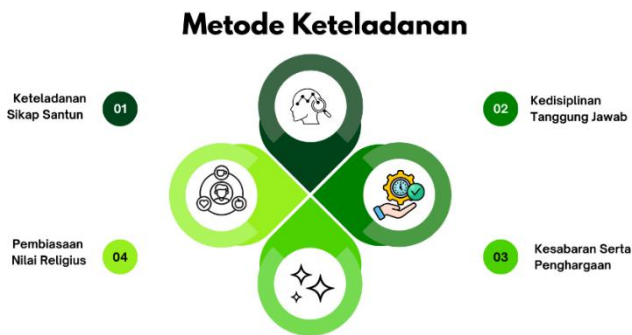 Metode Keteladanan
Keteladanan
Sikap Santun
01
02
Kedisiplinan
Tanggung Jawab
Pembiasaan
Nilai Religius
04
03
Kesabaran Serta
Penghargaan